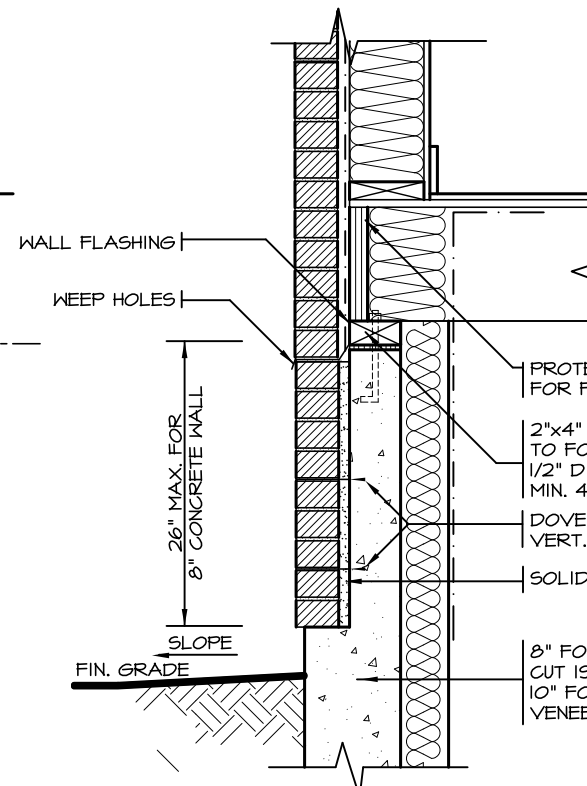 WALL FLASHING
WEEP HOLES
26" MAX. FOR
8" CONCRETE WALL
SLOPE
FIN. GRADE
PROTE
FOR F
2"x4"
TO FO
1/2" D
MIN. 4
DOVE
VERT.
SOLID
8" FO
CUT IS
10" FO
VENEE